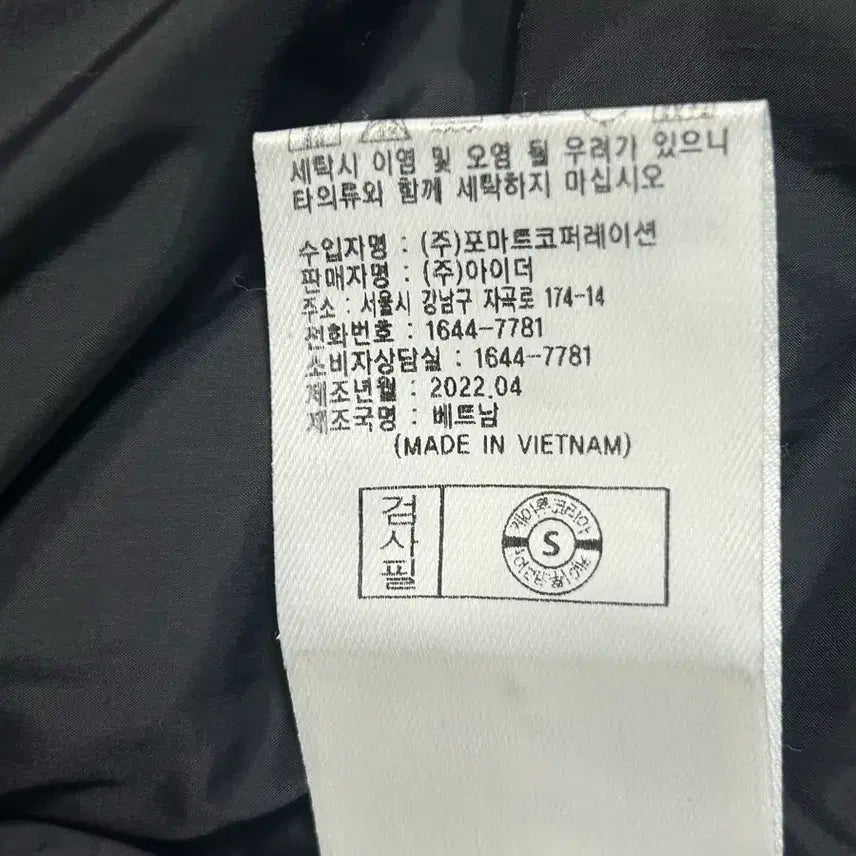 세탁시 이염 및 오염 될 우려가 있으니
타의류와 함께 세탁하지 마십시오
수입자명 : (주)포마트코퍼레이션
판매자명 : (주)아이더
주소 : 서울시 강남구 자곡로 174-14
전화번호 : 1644-7781
소비자상담실 : 1644-7781
제조년월 : 2022.04
제조국명 : 베트남
(MADE IN VIETNAM)
검사필
S